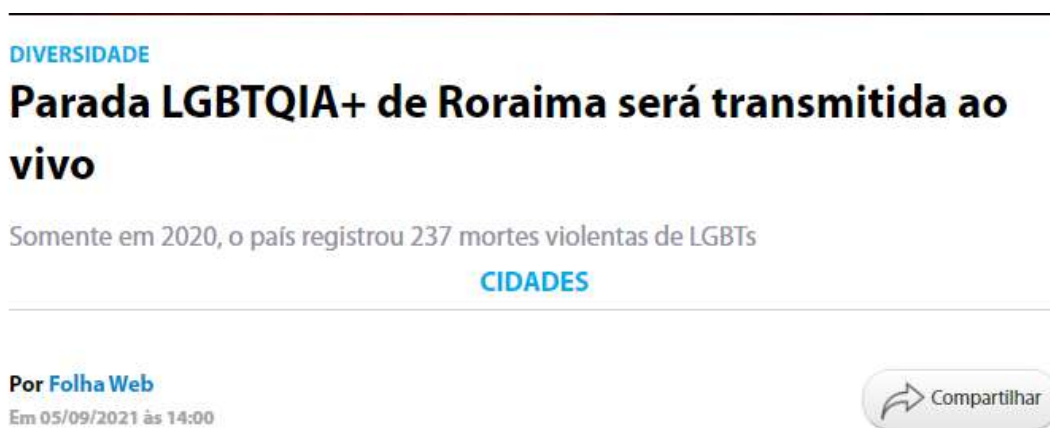 DIVERSIDADE
Parada LGBTQIA+ de Roraima será transmitida ao
vivo
Somente em 2020, o país registrou 237 mortes violentas de LGBTs
CIDADES
Por Folha Web
Em 05/09/2021 às 14:00
Compartilhar